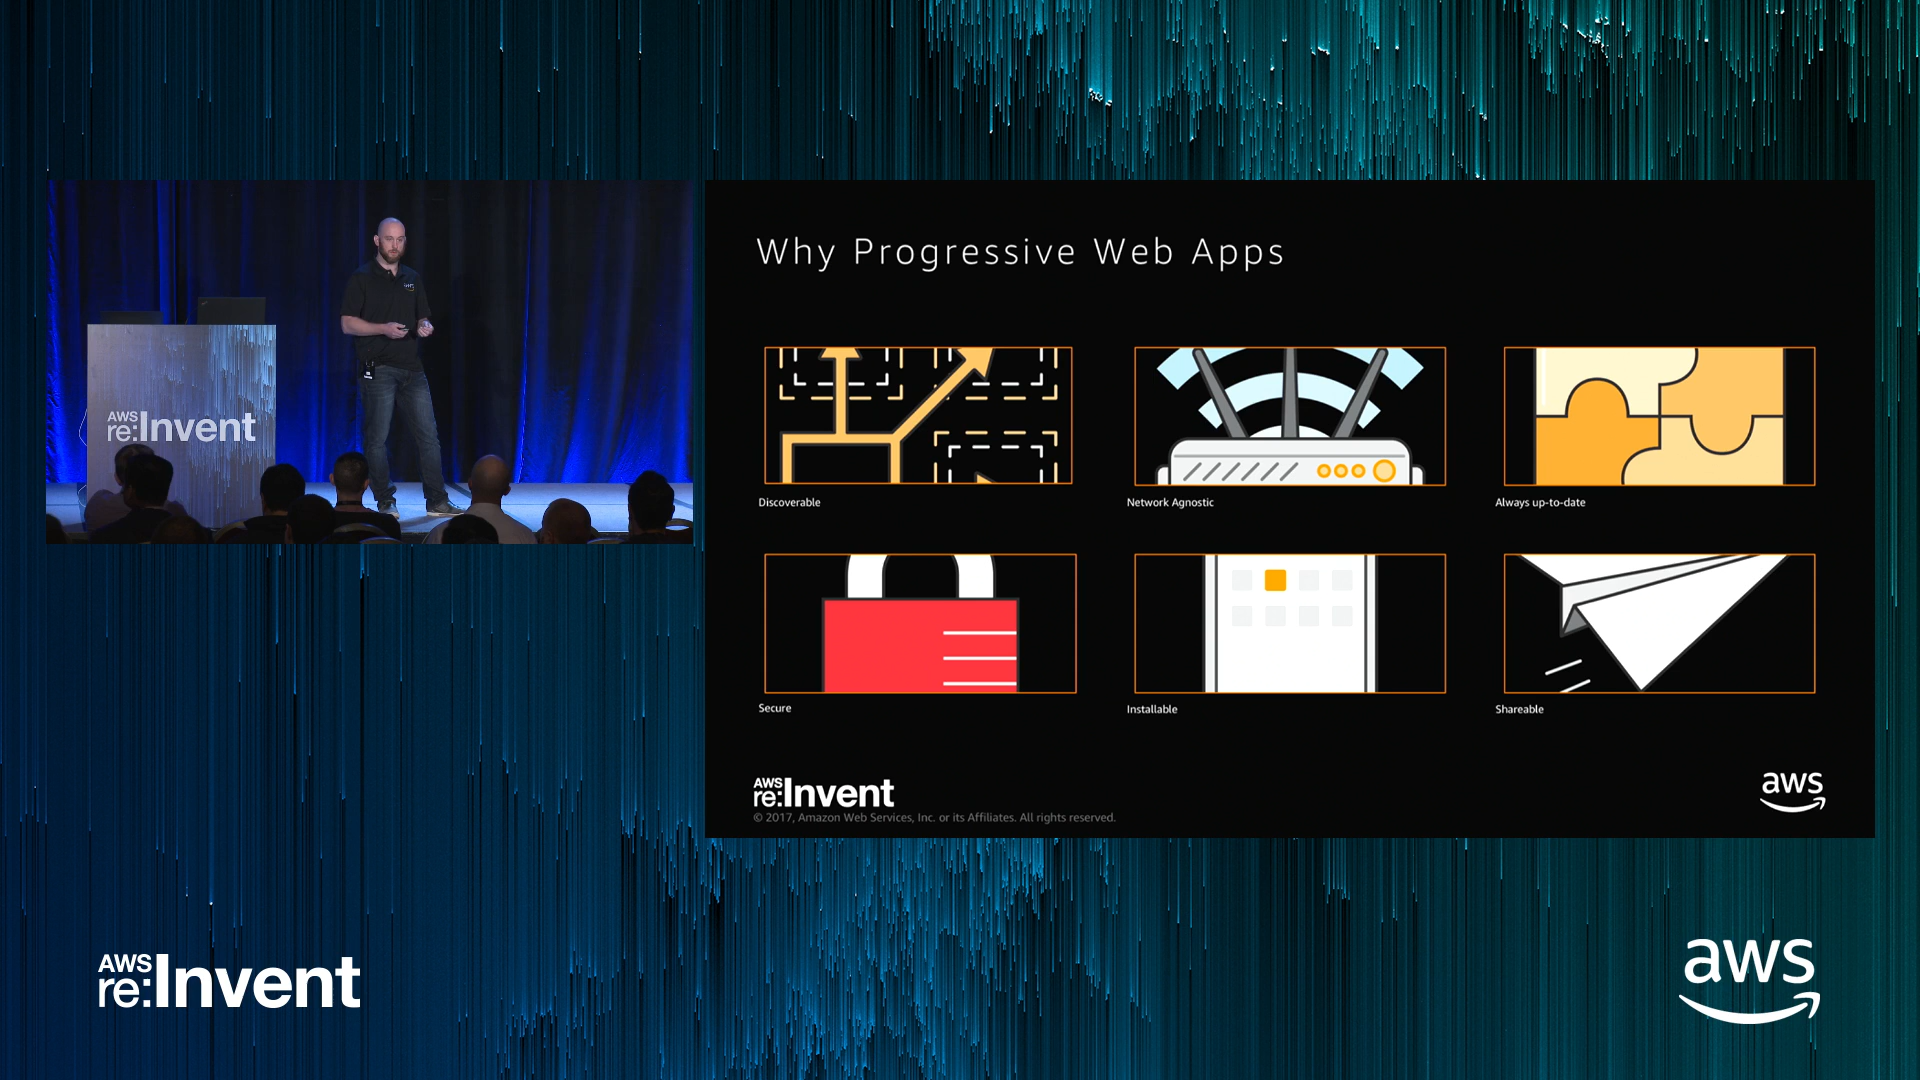 AWS
re:Invent
Why Progressive Web Apps
Discoverable
Network Agnostic
Always up-to-date
Secure
Installable
Shareable
AWS
re:Invent
© 2017, Amazon Web Services, Inc. or its Affiliates. All rights reserved.
aws
AWS
re:Invent
aws